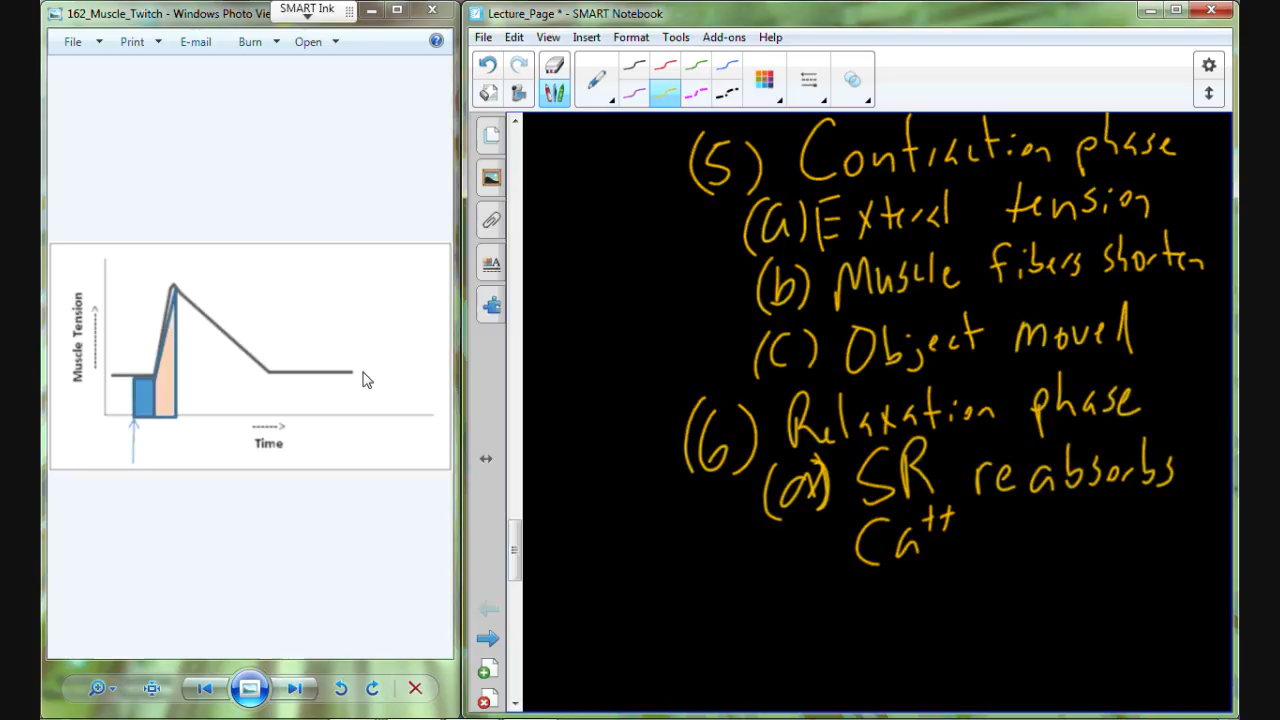 162_Muscle_Twitch - Windows Photo Vie
SMART Ink
File Print E-mail Burn Open
Muscle Tension
Time
Lecture_Page * - SMART Notebook
File Edit View Insert Format Tools Add-ons Help
(5) Contraction phase
(a) Exteral tension
(b) Muscle fibers shorten
(c) Object moved
(6) Relaxation phase
(a) SR reabsorbs
Ca++